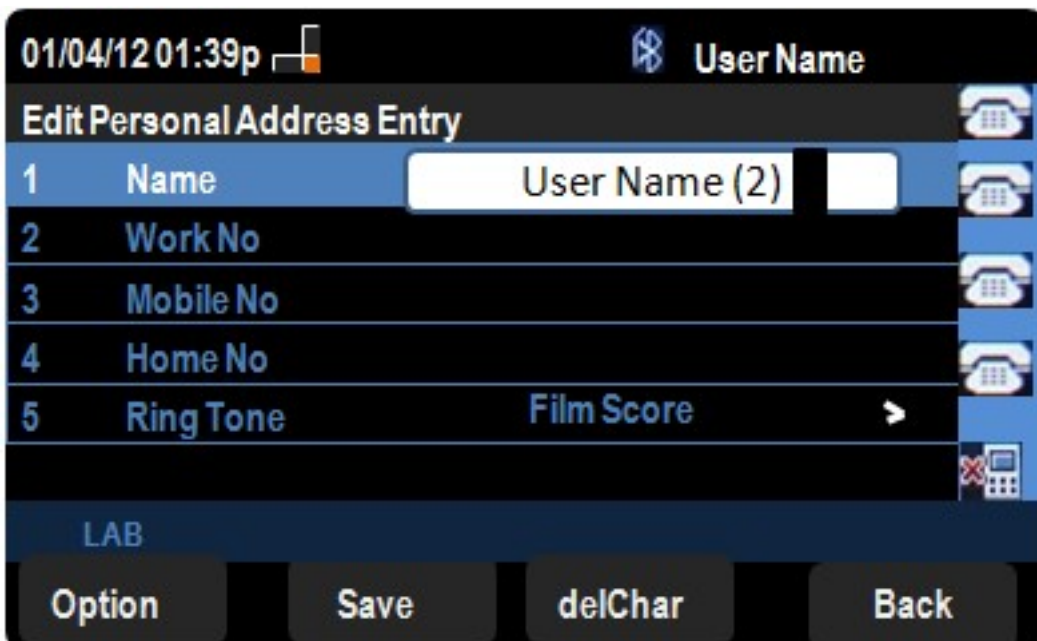 01/04/12 01:39p User Name
Edit Personal Address Entry
1 Name User Name (2)
2 Work No
3 Mobile No
4 Home No
5 Ring Tone Film Score >
LAB
Option Save delChar Back